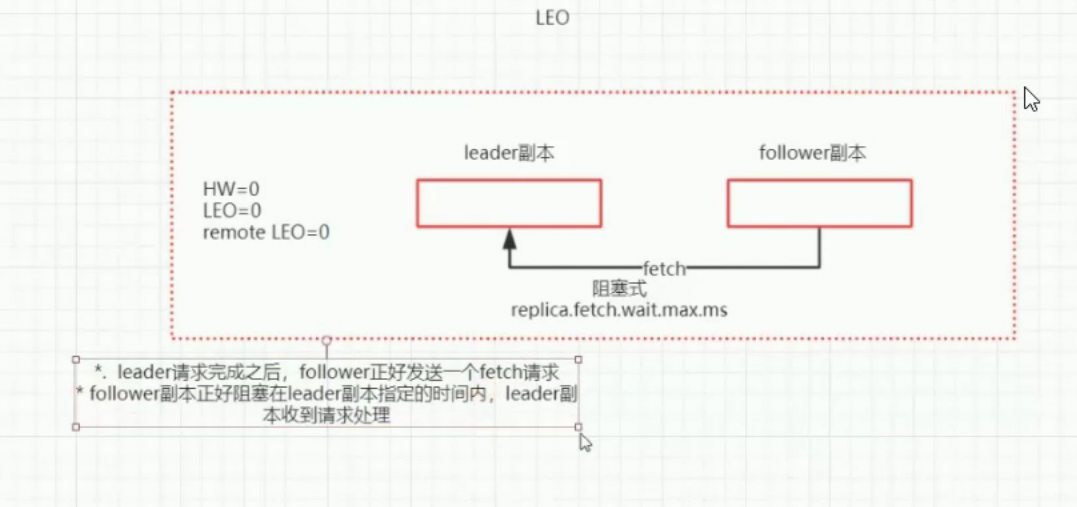 LEO
leader副本
follower副本
HW=0
LEO=0
remote LEO=0
fetch
阻塞式
replica.fetch.wait.max.ms
*. leader请求完成之后，follower正好发送一个fetch请求
* follower副本正好阻塞在leader副本指定的时间内，leader副
本收到请求处理